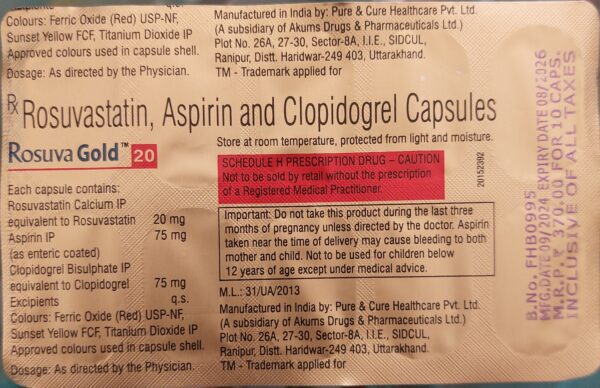 Excipients q.s.
Colours: Ferric Oxide (Red) USP-NF,
Sunset Yellow FCF, Titanium Dioxide IP
Approved colours used in capsule shell.
Dosage: As directed by the Physician.
Manufactured in India by: Pure & Cure Healthcare Pvt. Ltd.
(A subsidiary of Akums Drugs & Pharmaceuticals Ltd.)
Plot No. 26A, 27-30, Sector-8A, I.I.E., SIDCUL,
Ranipur, Distt. Haridwar-249 403, Uttarakhand.
TM - Trademark applied for
Rx Rosuvastatin, Aspirin and Clopidogrel Capsules
Rosuva Gold™ 20
Store at room temperature, protected from light and moisture.
SCHEDULE H PRESCRIPTION DRUG – CAUTION
Not to be sold by retail without the prescription
of a Registered Medical Practitioner.
20152392
Each capsule contains:
Rosuvastatin Calcium IP
equivalent to Rosuvastatin 20 mg
Aspirin IP 75 mg
(as enteric coated)
Clopidogrel Bisulphate IP
equivalent to Clopidogrel 75 mg
Excipients q.s.
Colours: Ferric Oxide (Red) USP-NF,
Sunset Yellow FCF, Titanium Dioxide IP
Approved colours used in capsule shell.
Dosage: As directed by the Physician.
Important: Do not take this product during the last three
months of pregnancy unless directed by the doctor. Aspirin
taken near the time of delivery may cause bleeding to both
mother and child. Not to be used for children below
12 years of age except under medical advice.
M.L.: 31/UA/2013
Manufactured in India by: Pure & Cure Healthcare Pvt. Ltd.
(A subsidiary of Akums Drugs & Pharmaceuticals Ltd.)
Plot No. 26A, 27-30, Sector-8A, I.I.E., SIDCUL,
Ranipur, Distt. Haridwar-249 403, Uttarakhand.
TM - Trademark applied for
B.No. FHB0995
MFG.DATE 09/2024 EXPIRY DATE 08/2026
M.R.P. ₹ 370.00 FOR 10 CAPS.
INCLUSIVE OF ALL TAXES